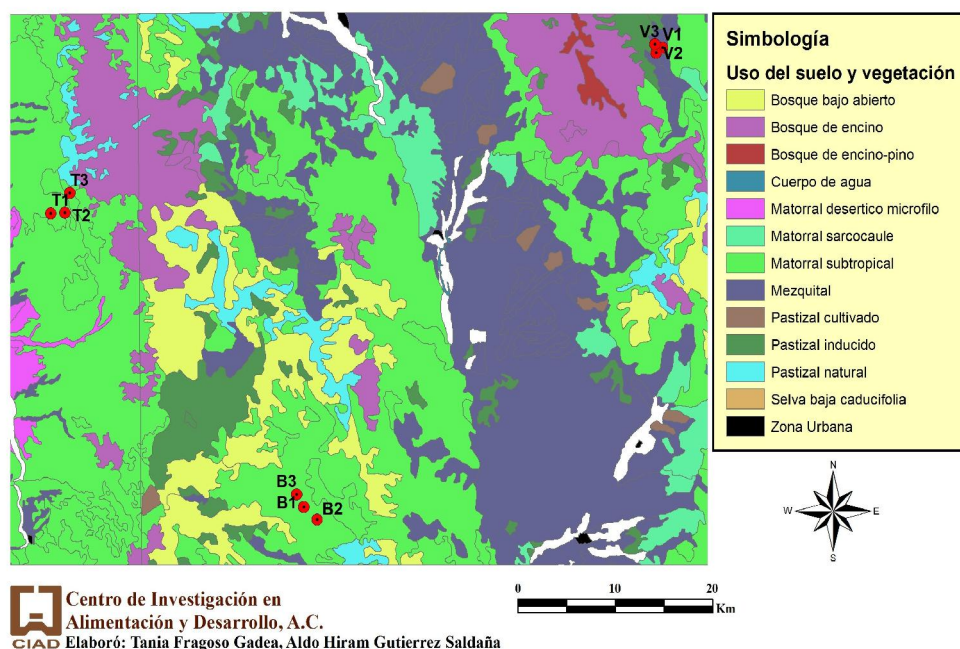 V3 V1
V2
T3
T1
T2
B3
B1
B2
Simbología
Uso del suelo y vegetación
Bosque bajo abierto
Bosque de encino
Bosque de encino-pino
Cuerpo de agua
Matorral desertico microfilo
Matorral sarcocaule
Matorral subtropical
Mezquital
Pastizal cultivado
Pastizal inducido
Pastizal natural
Selva baja caducifolia
Zona Urbana
N
W E
S
0 10 20
Km
CIAD
Centro de Investigación en
Alimentación y Desarrollo, A.C.
Elaboró: Tania Fragoso Gadea, Aldo Hiram Gutierrez Saldaña